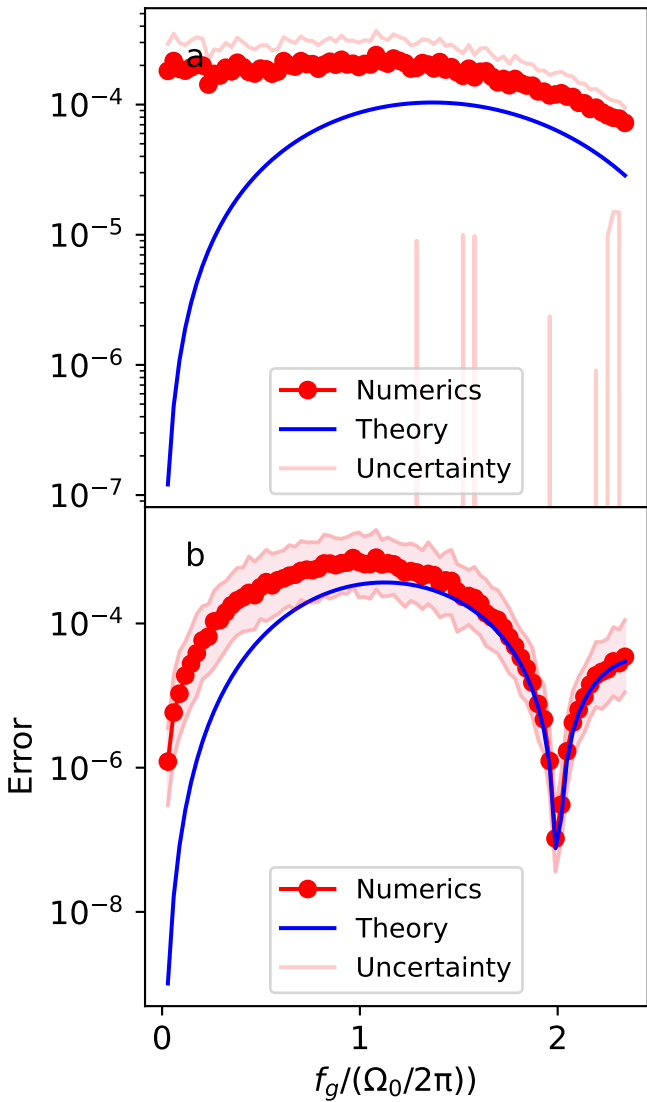 a
10⁻⁴
10⁻⁵
10⁻⁶
10⁻⁷
Numerics
Theory
Uncertainty
b
10⁻⁴
10⁻⁶
10⁻⁸
Error
Numerics
Theory
Uncertainty
0 1 2
f_g/(Ω₀/2π))